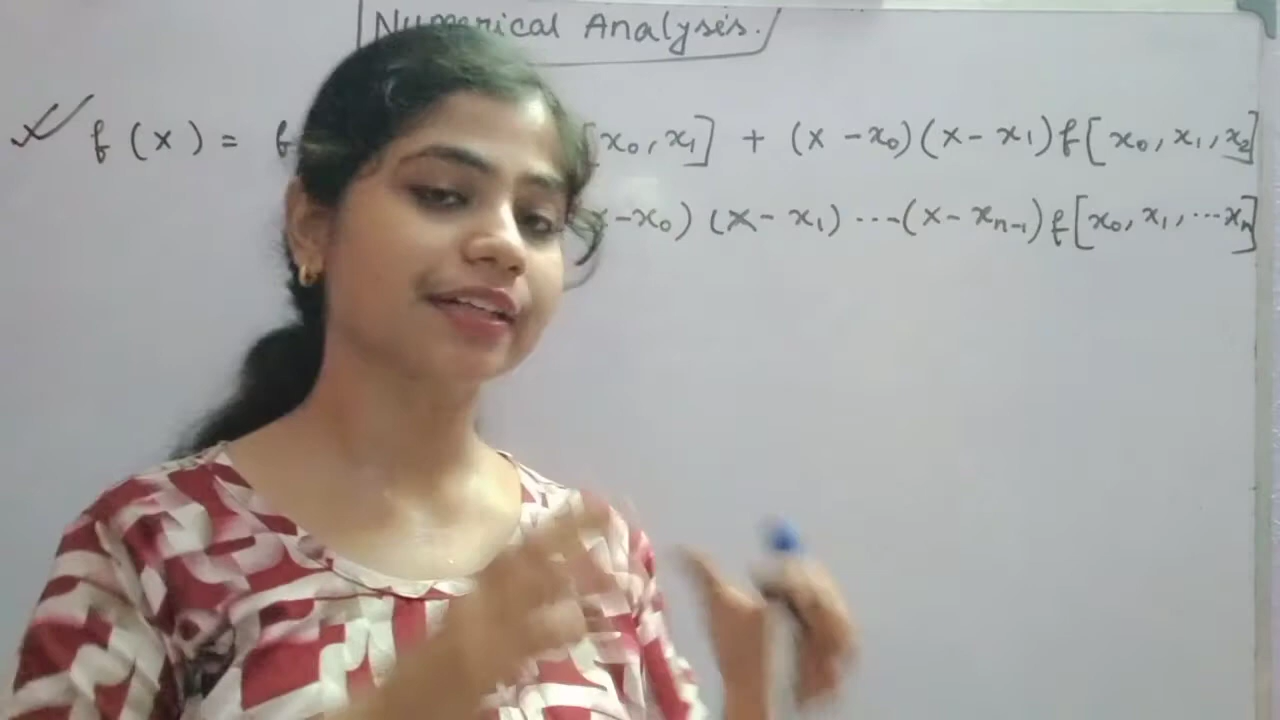 Numerical Analysis.
f(x) = f [x₀, x₁] + (x - x₀)(x - x₁) f[x₀, x₁, x₂]
x - x₀) (x - x₁) ---(x - xₙ₋₁) f[x₀, x₁, ...xₙ]